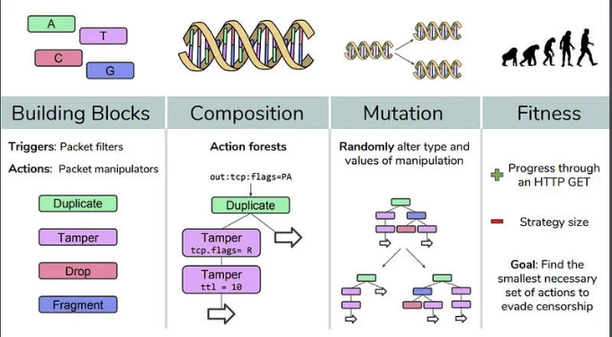 A
T
C
G
Building Blocks
Composition
Mutation
Fitness
Triggers: Packet filters
Actions: Packet manipulators
Duplicate
Tamper
Drop
Fragment
Action forests
out:tcp:flags=PA
Duplicate
Tamper
tcp.flags= R
Tamper
ttl = 10
Randomly alter type and
values of manipulation
Progress through
an HTTP GET
Strategy size
Goal: Find the
smallest necessary
set of actions to
evade censorship